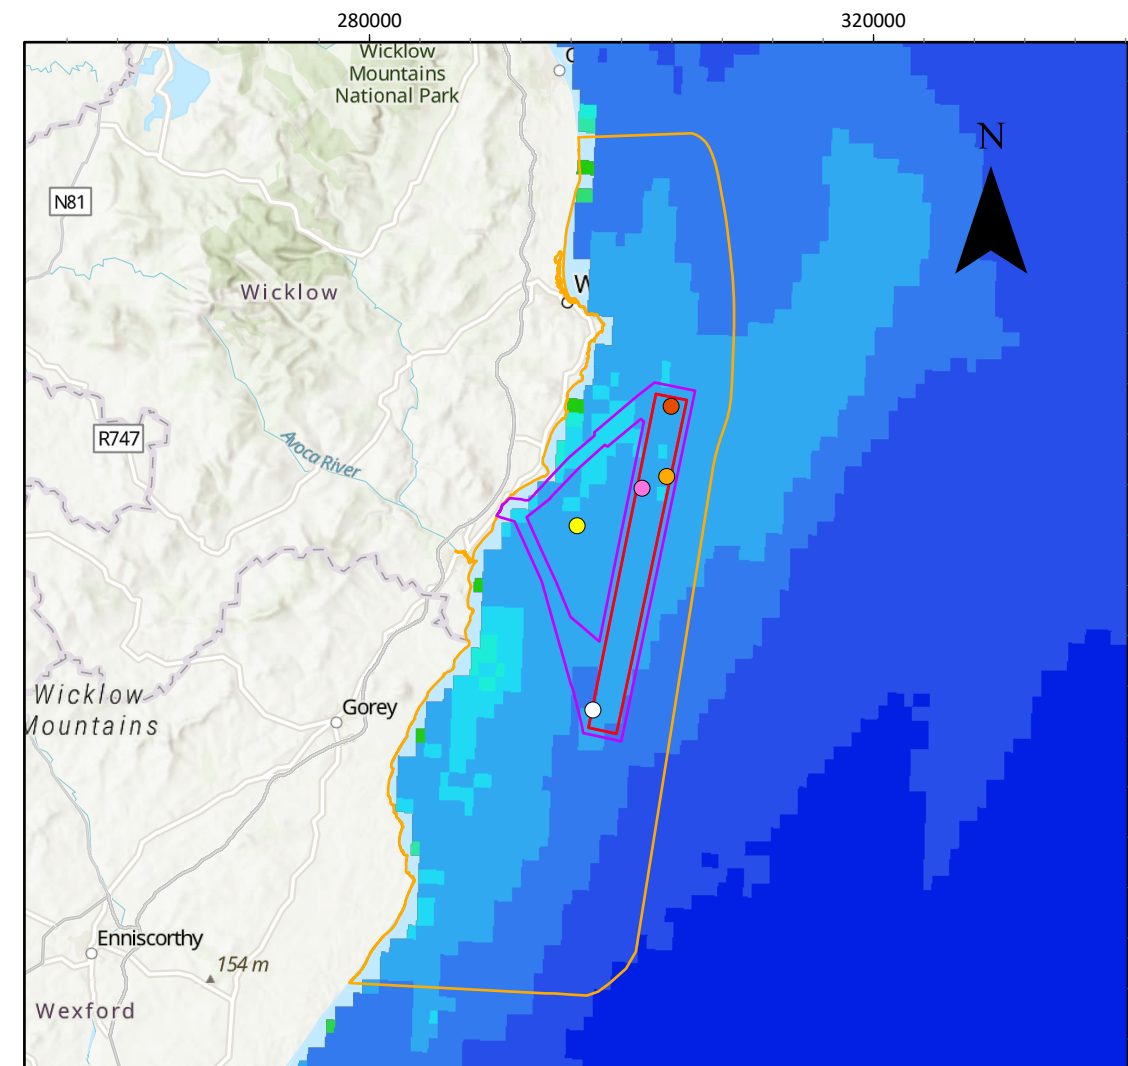 280000
320000
Wicklow
Mountains
National Park
C
N
N81
W
Wicklow
R747
Avoca River
Wicklow
Mountains
Gorey
Enniscorthy
154 m
Wexford